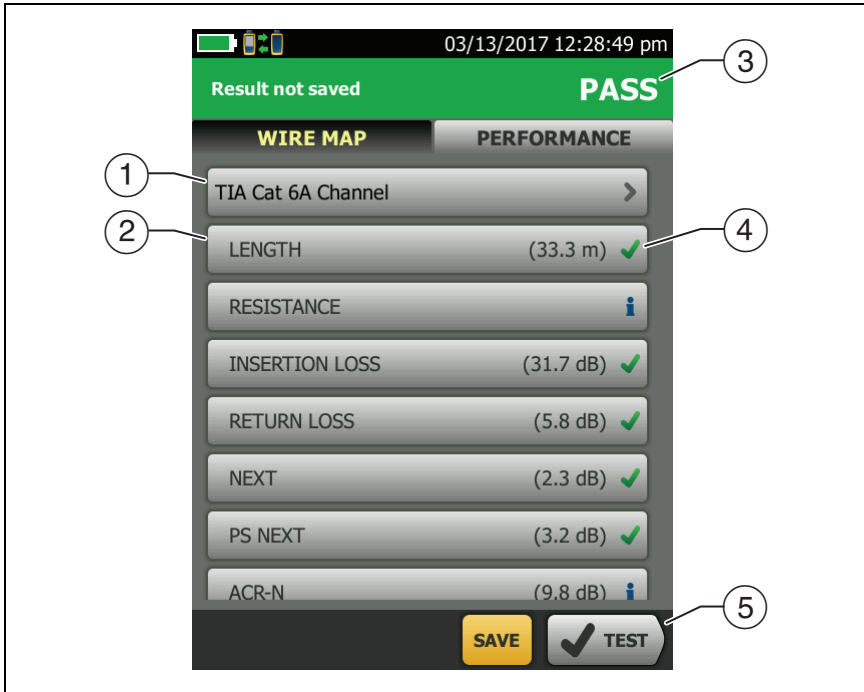 03/13/2017 12:28:49 pm
3
Result not saved PASS
WIRE MAP PERFORMANCE
1
TIA Cat 6A Channel
2
LENGTH (33.3 m)
4
RESISTANCE i
INSERTION LOSS (31.7 dB)
RETURN LOSS (5.8 dB)
NEXT (2.3 dB)
PS NEXT (3.2 dB)
ACR-N (9.8 dB) i
5
SAVE TEST